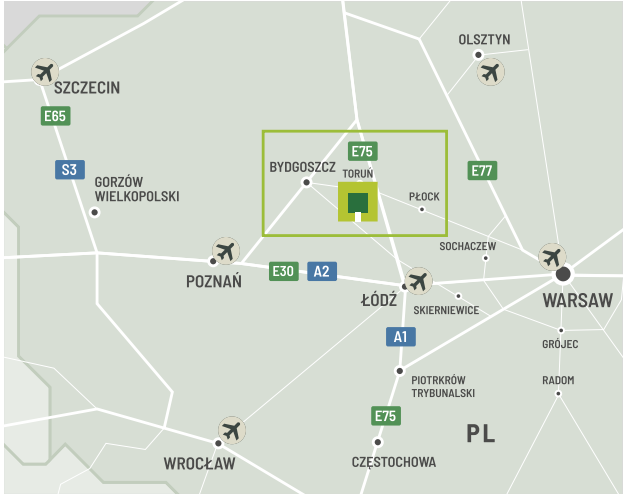 OLSZTYN
SZCZECIN
E65
E75
BYDGOSZCZ
TORUN
S3
E77
GORZÓW
WIELKOPOLSKI
PŁOCK
SOCHACZEW
POZNAŃ
E30
A2
ŁÓDŹ
SKIERNIEWICE
WARSAW
A1
GRÓJEC
PIOTRKRÓW
TRYBUNALSKI
RADOM
E75
PL
WROCŁAW
CZĘSTOCHOWA